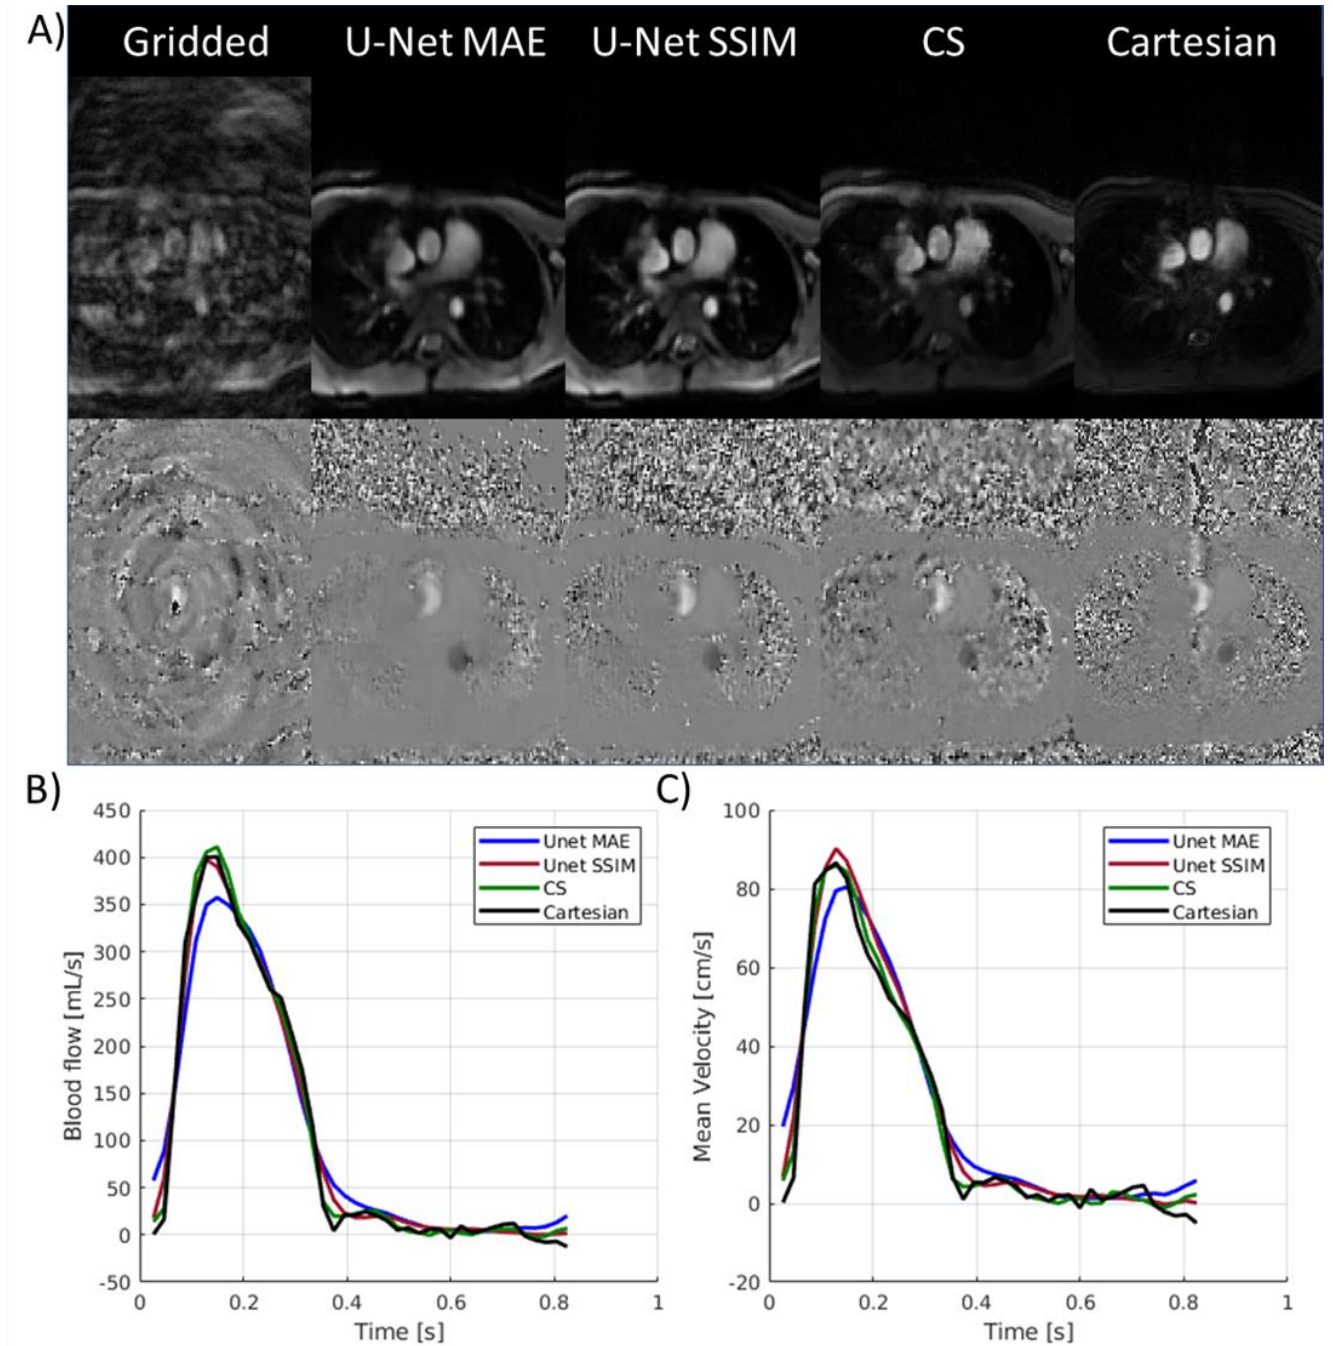 A)
Gridded U-Net MAE U-Net SSIM CS Cartesian
B)
450
400
350
300
250
200
150
100
50
0
-50
Blood flow [mL/s]
Unet MAE
Unet SSIM
CS
Cartesian
0 0.2 0.4 0.6 0.8 1
Time [s]
C)
100
80
60
40
20
0
-20
Mean Velocity [cm/s]
Unet MAE
Unet SSIM
CS
Cartesian
0 0.2 0.4 0.6 0.8 1
Time [s]